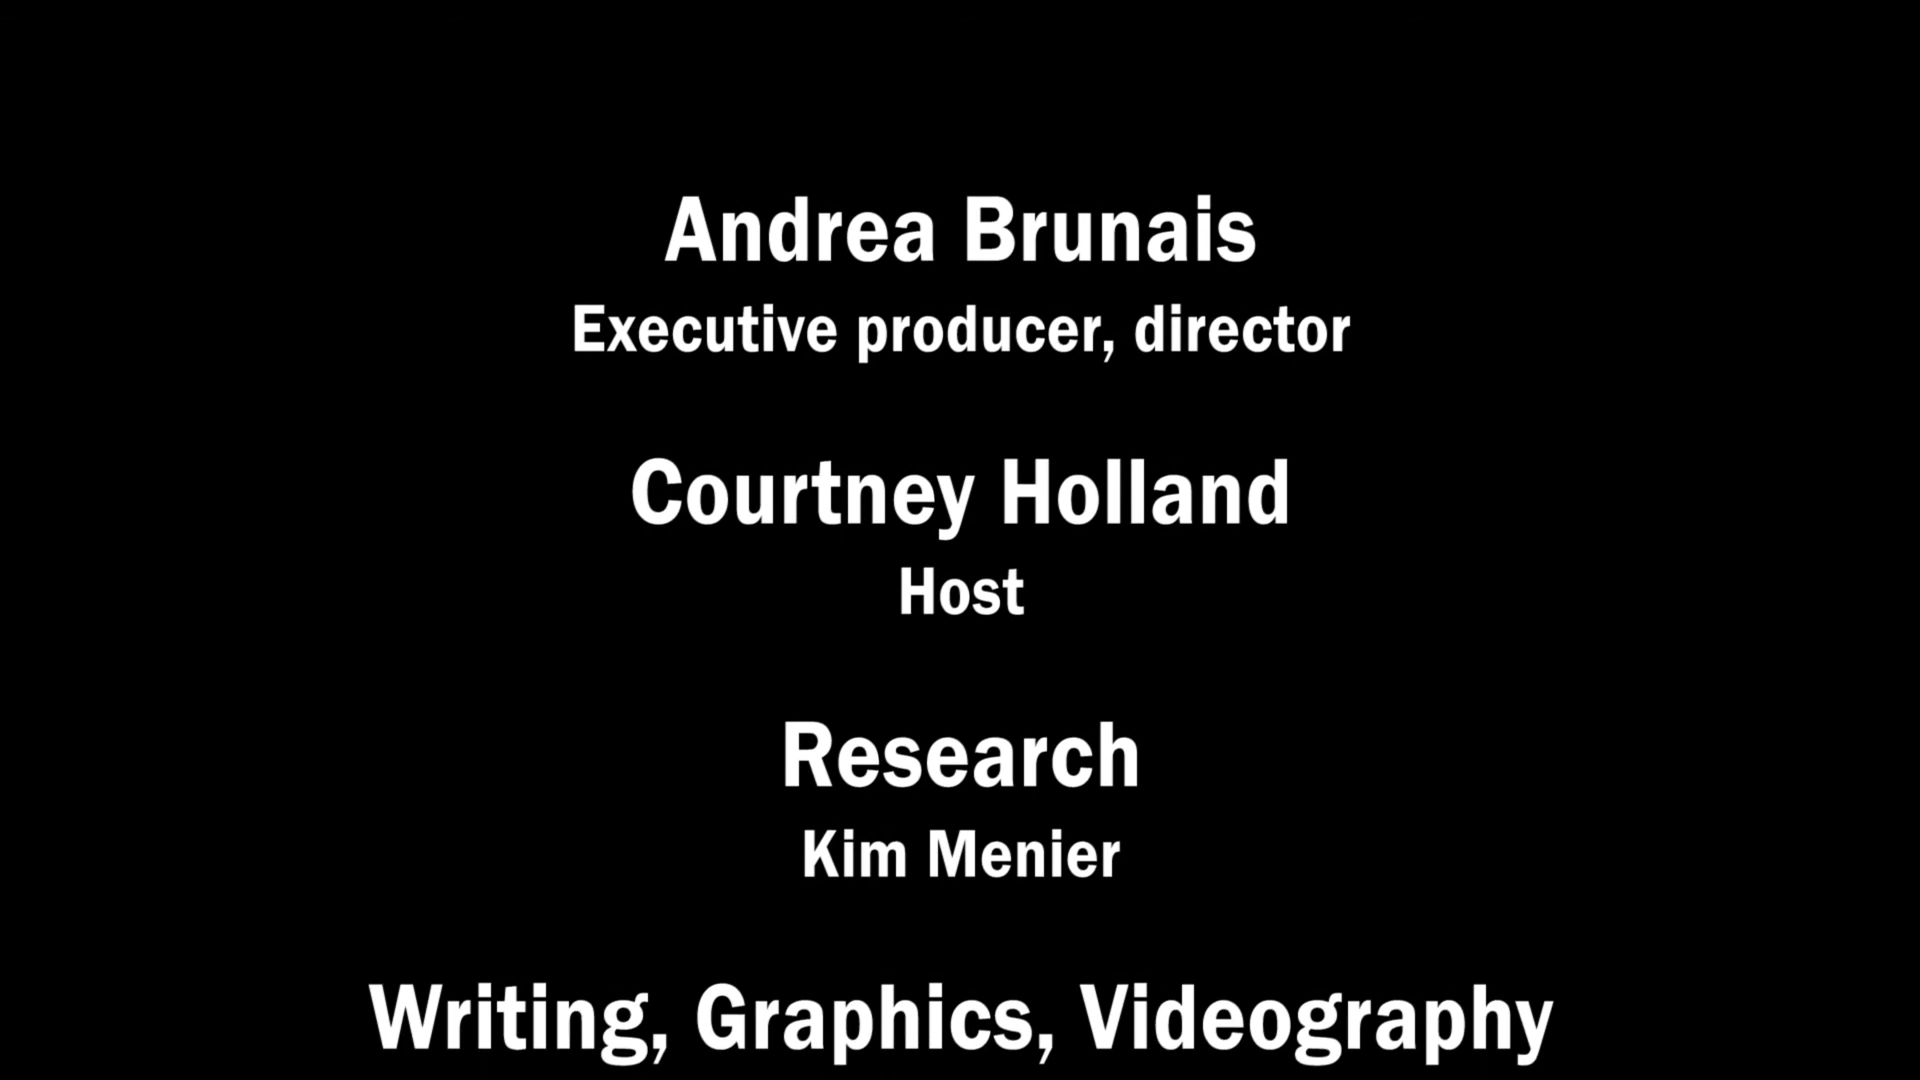 Andrea Brunais
Executive producer, director
Courtney Holland
Host
Research
Kim Menier
Writing, Graphics, Videography